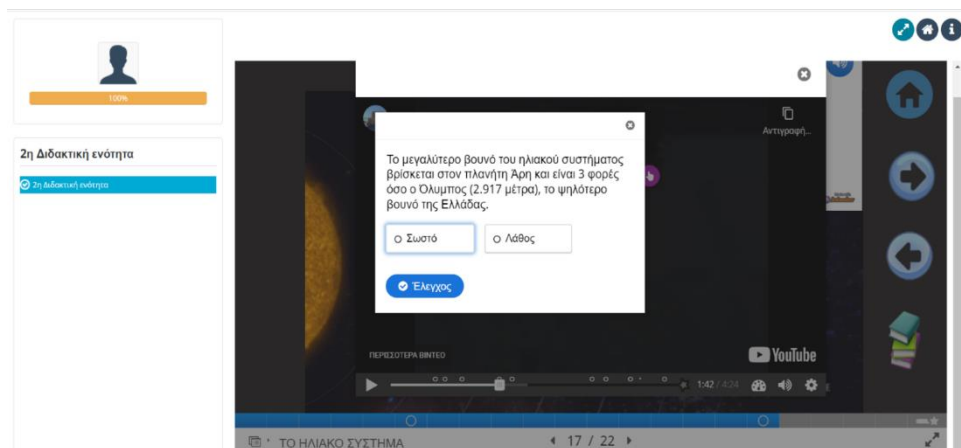 100%
2η Διδακτική ενότητα
2η Διδακτική ενότητα
Αντιγραφή...
Το μεγαλύτερο βουνό του ηλιακού συστήματος
βρίσκεται στον πλανήτη Άρη και είναι 3 φορές
όσο ο Όλυμπος (2.917 μέτρα), το ψηλότερο
βουνό της Ελλάδας.
Σωστό
Λάθος
Έλεγχος
ΠΕΡΙΣΣΟΤΕΡΑ ΒΙΝΤΕΟ
YouTube
1:42 / 4:24
ΤΟ ΗΛΙΑΚΟ ΣΥΣΤΗΜΑ
17 / 22